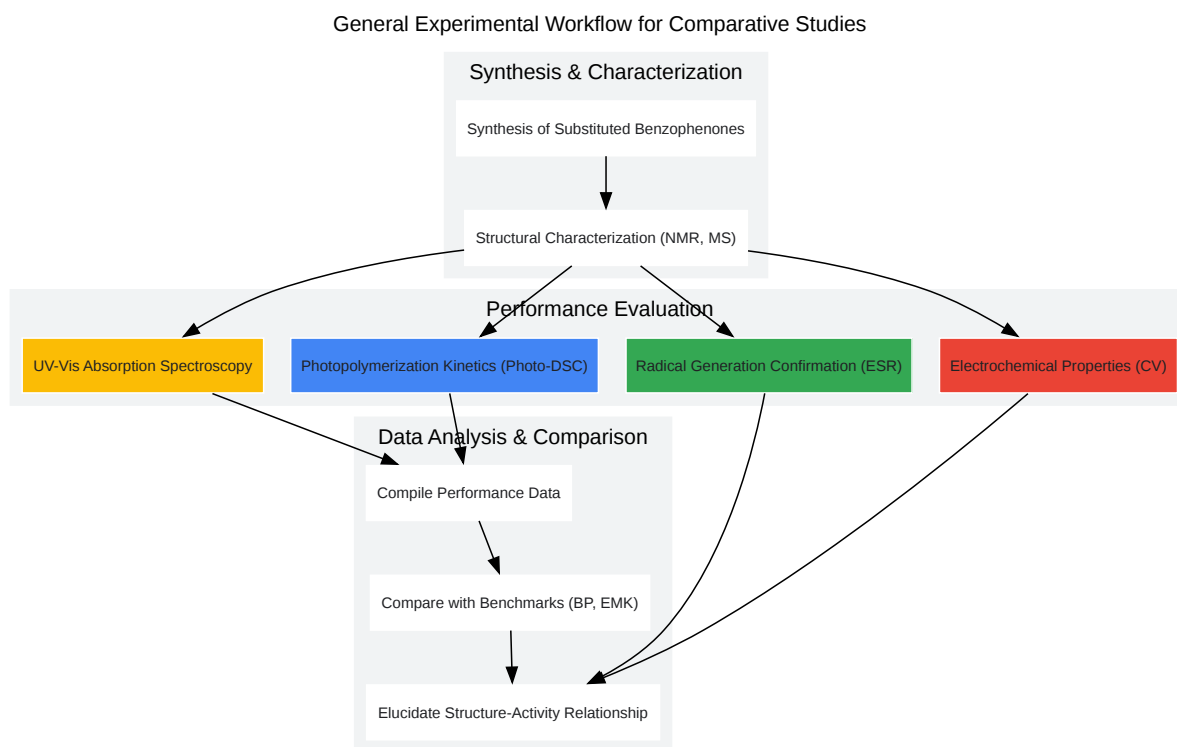 General Experimental Workflow for Comparative Studies
Synthesis & Characterization
Synthesis of Substituted Benzophenones
Structural Characterization (NMR, MS)
Performance Evaluation
UV-Vis Absorption Spectroscopy
Photopolymerization Kinetics (Photo-DSC)
Radical Generation Confirmation (ESR)
Electrochemical Properties (CV)
Data Analysis & Comparison
Compile Performance Data
Compare with Benchmarks (BP, EMK)
Elucidate Structure-Activity Relationship